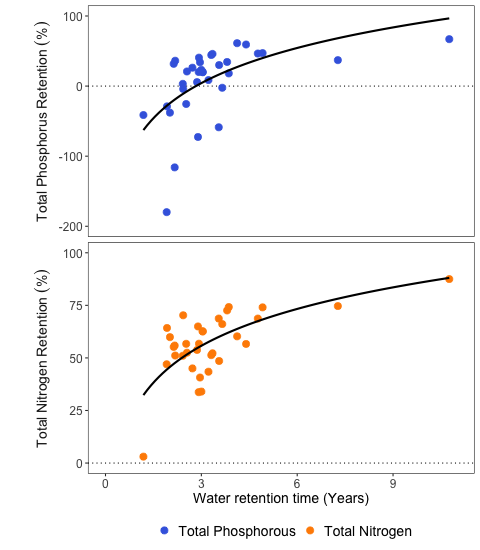 Total Phosphorus Retention (%)
100
0
-100
-200
Total Nitrogen Retention (%)
100
75
50
25
0
0 3 6 9
Water retention time (Years)
Total Phosphorous Total Nitrogen